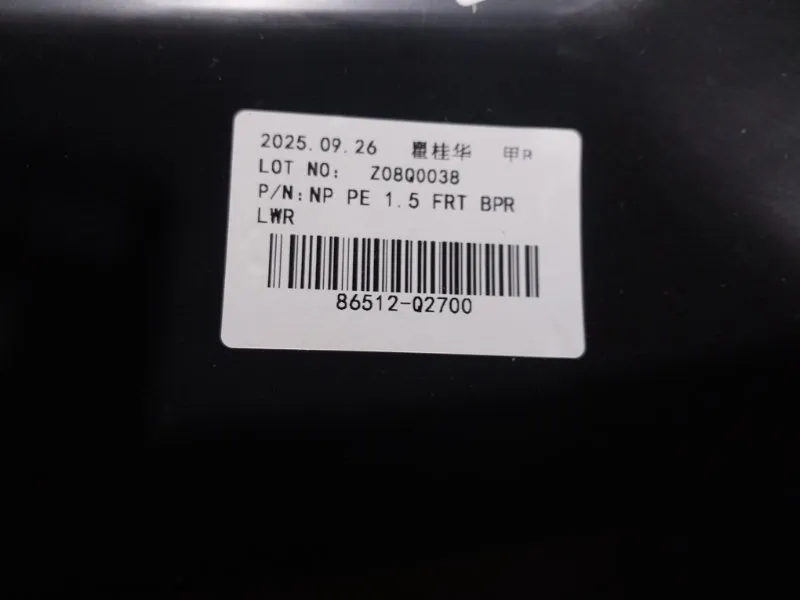 2025.09.26 瞿桂华 甲R
LOT NO: Z08Q0038
P/N:NP PE 1.5 FRT BPR
LWR
86512-Q2700